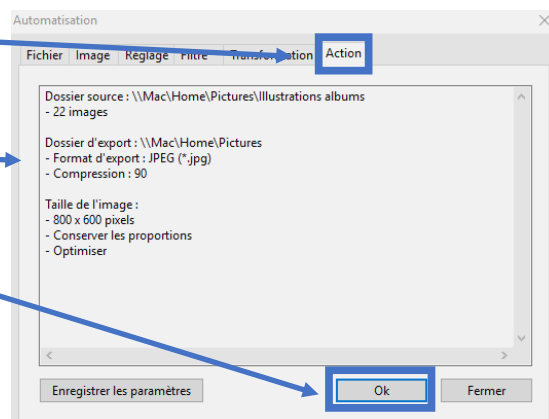 Automatisation
Fichier Image Réglage Filtre Transformation Action
Dossier source : \\Mac\Home\Pictures\Illustrations albums
- 22 images
Dossier d'export : \\Mac\Home\Pictures
- Format d'export : JPEG (*.jpg)
- Compression : 90
Taille de l'image :
- 800 x 600 pixels
- Conserver les proportions
- Optimiser
Enregistrer les paramètres Ok Fermer